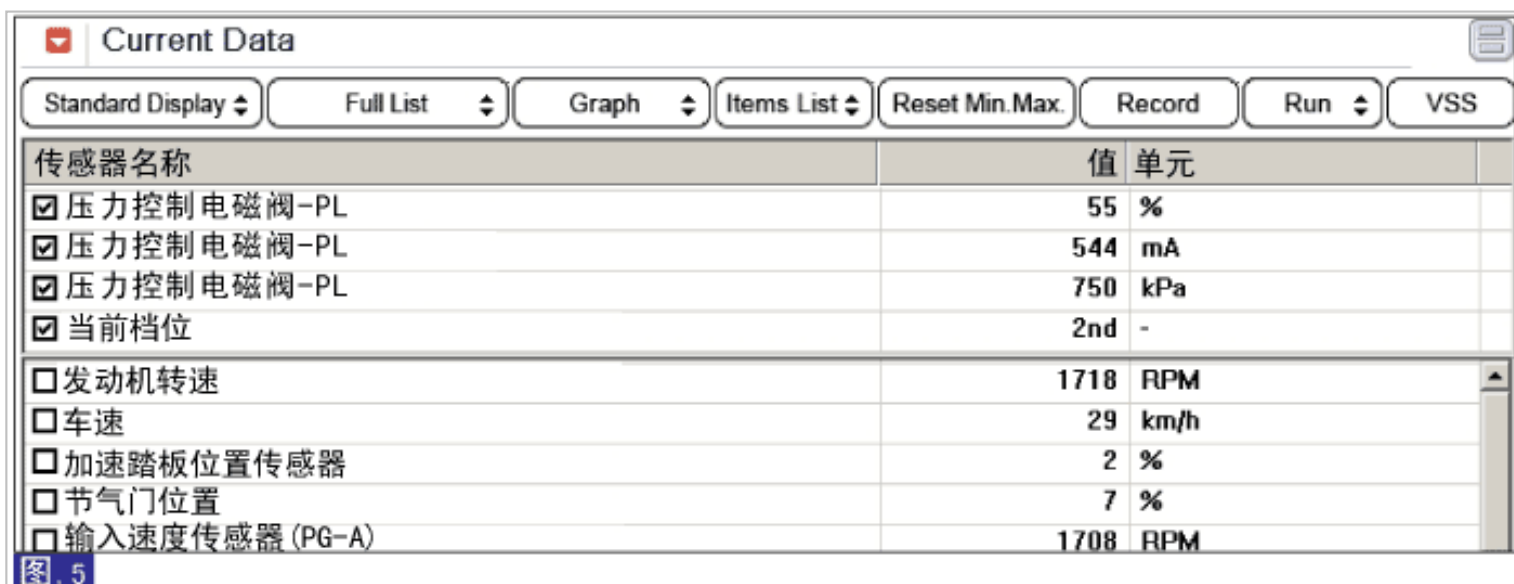 Current Data
Standard Display Full List Graph Items List Reset Min.Max. Record Run VSS
传感器名称 值 单元
压力控制电磁阀-PL 55 %
压力控制电磁阀-PL 544 mA
压力控制电磁阀-PL 750 kPa
当前档位 2nd -
发动机转速 1718 RPM
车速 29 km/h
加速踏板位置传感器 2 %
节气门位置 7 %
输入速度传感器(PG-A) 1708 RPM
图.5